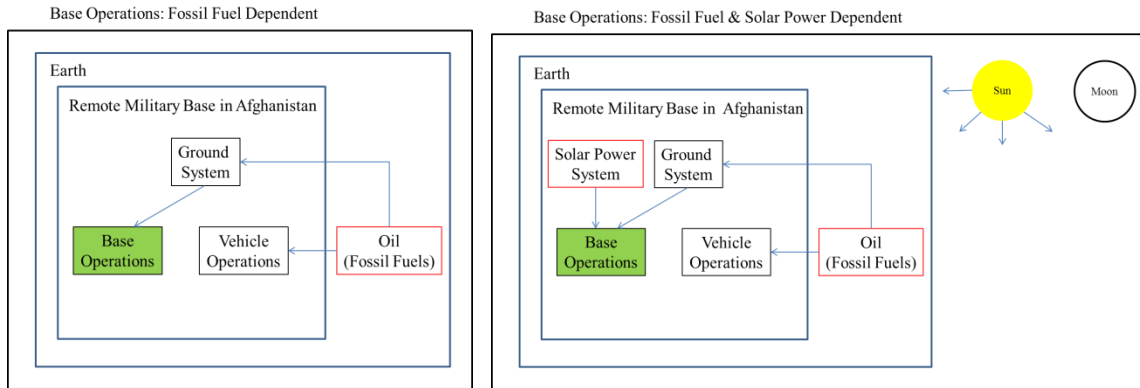 Base Operations: Fossil Fuel Dependent
Earth
Remote Military Base in Afghanistan
Ground
System
Base
Operations
Vehicle
Operations
Oil
(Fossil Fuels)
Base Operations: Fossil Fuel & Solar Power Dependent
Earth
Remote Military Base in Afghanistan
Solar Power
System
Ground
System
Base
Operations
Vehicle
Operations
Oil
(Fossil Fuels)
Sun
Moon